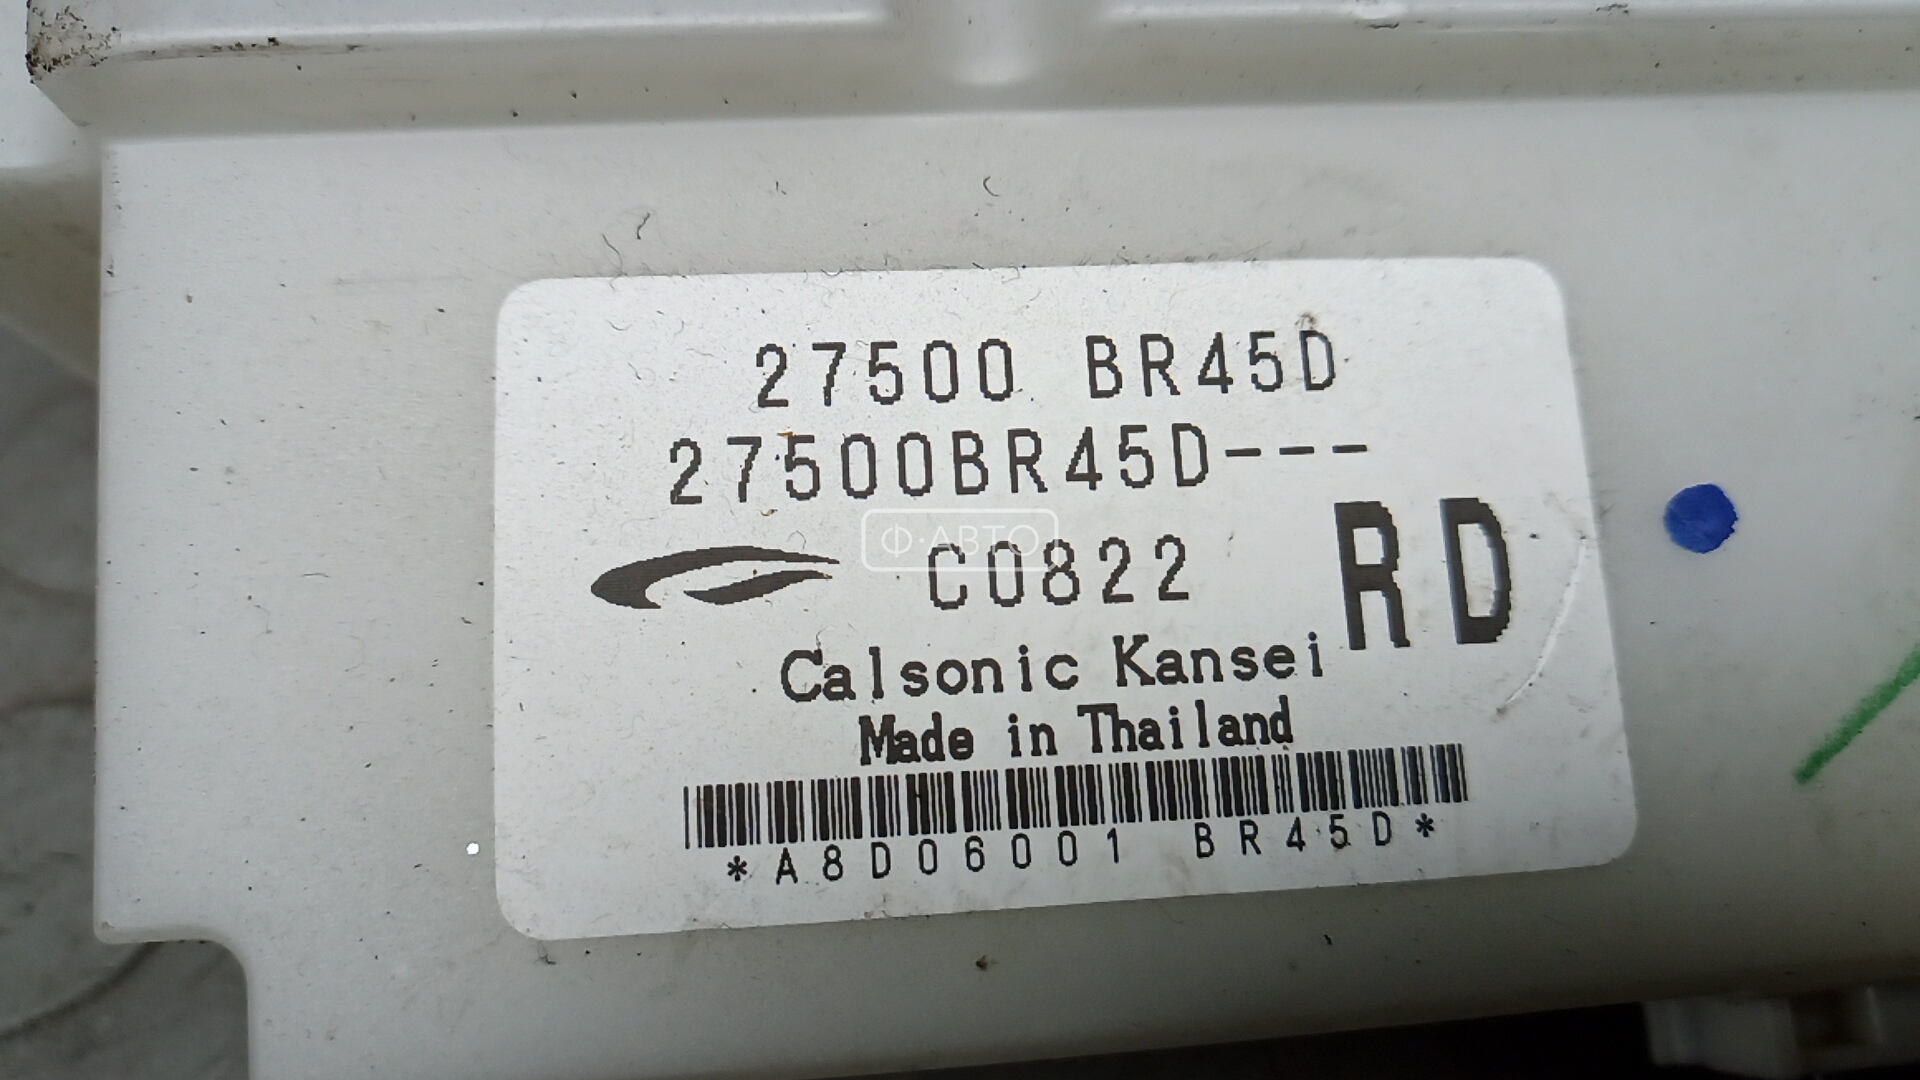 27500 BR45D
27500BR45D---
Ф·АВТО
C0822
RD
Calsonic Kansei
Made in Thailand
*A8D06001 BR45D*